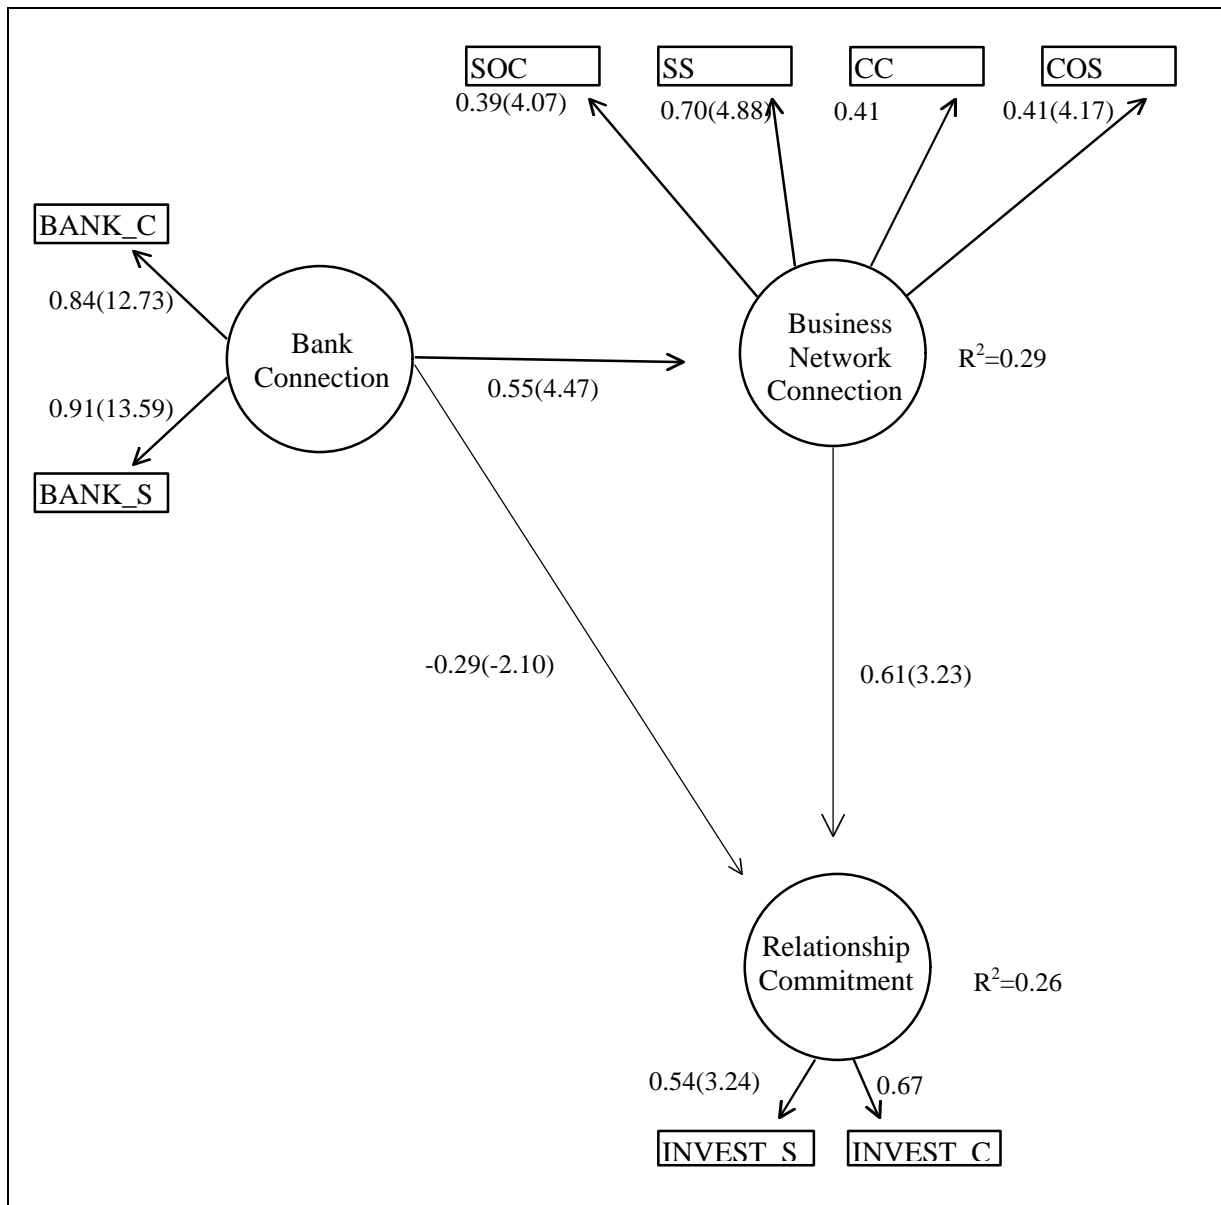 SOC
SS
CC
COS
0.39(4.07)
0.70(4.88)
0.41
0.41(4.17)
BANK_C
0.84(12.73)
Bank
Connection
0.91(13.59)
BANK_S
0.55(4.47)
Business
Network
Connection
R²=0.29
-0.29(-2.10)
0.61(3.23)
Relationship
Commitment
R²=0.26
0.54(3.24)
0.67
INVEST_S
INVEST_C